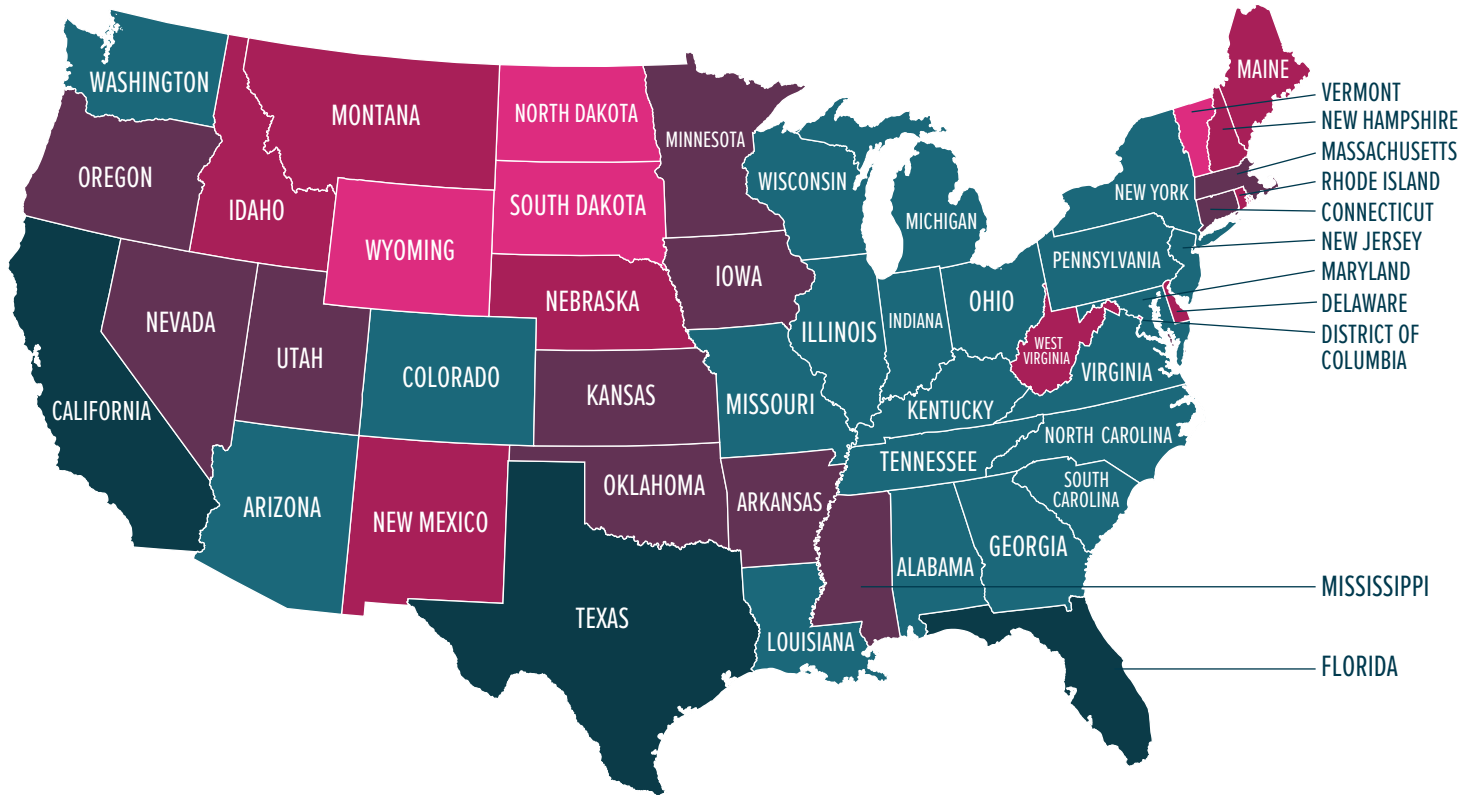 WASHINGTON
OREGON
CALIFORNIA
NEVADA
IDAHO
MONTANA
WYOMING
UTAH
COLORADO
ARIZONA
NEW MEXICO
NORTH DAKOTA
SOUTH DAKOTA
NEBRASKA
KANSAS
OKLAHOMA
TEXAS
MINNESOTA
IOWA
MISSOURI
ARKANSAS
LOUISIANA
WISCONSIN
ILLINOIS
MICHIGAN
INDIANA
OHIO
KENTUCKY
TENNESSEE
ALABAMA
GEORGIA
WEST
VIRGINIA
VIRGINIA
NORTH CAROLINA
SOUTH
CAROLINA
PENNSYLVANIA
NEW YORK
MAINE
VERMONT
NEW HAMPSHIRE
MASSACHUSETTS
RHODE ISLAND
CONNECTICUT
NEW JERSEY
MARYLAND
DELAWARE
DISTRICT OF
COLUMBIA
MISSISSIPPI
FLORIDA